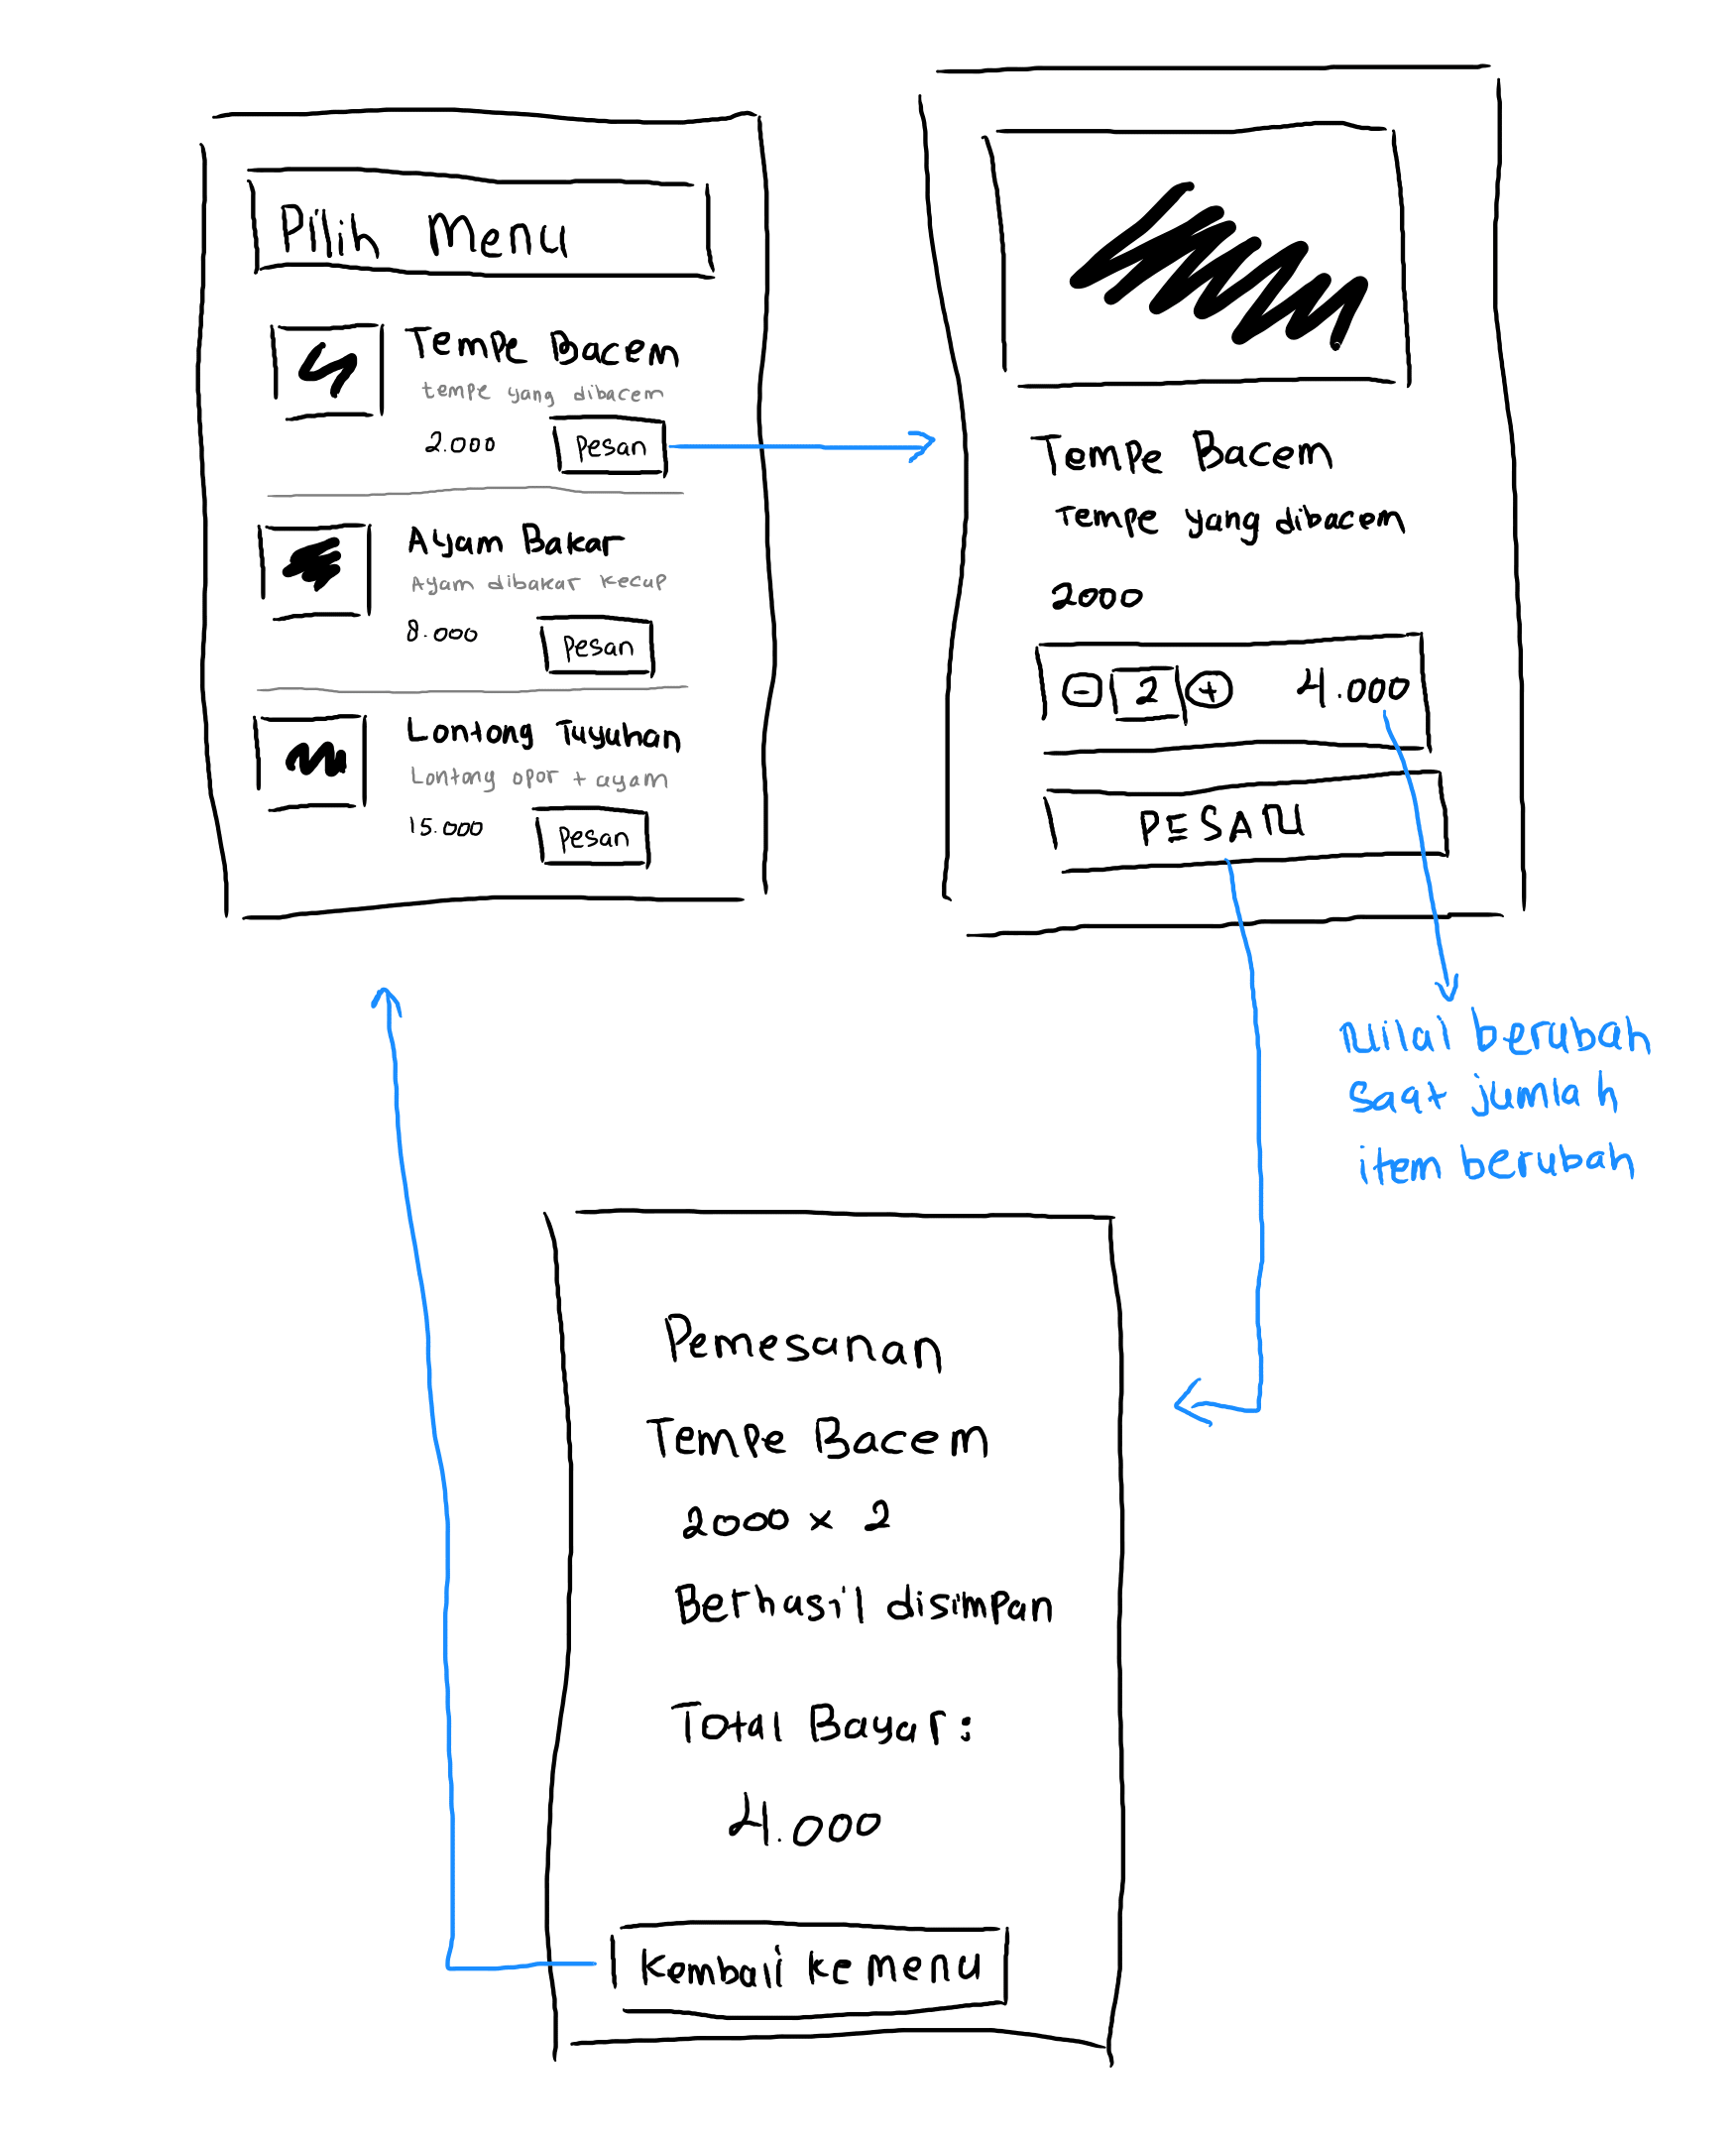 Pilih Menu
Tempe Bacem
tempe yang dibacem
2.000 Pesan
Ayam Bakar
Ayam dibakar kecap
8.000 Pesan
Lontong Tuyuhan
Lontong opor + ayam
15.000 Pesan
Tempe Bacem
Tempe yang dibacem
2000
- 2 + 4.000
PESAN
nilai berubah
saat jumlah
item berubah
Pemesanan
Tempe Bacem
2000 x 2
Berhasil disimpan
Total Bayar:
4.000
Kembali ke menu